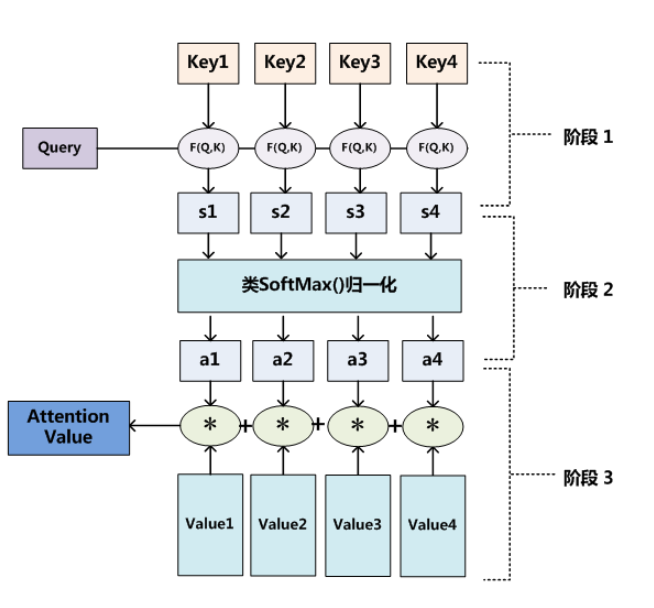 Key1 Key2 Key3 Key4
阶段 1
Query F(Q,K) F(Q,K) F(Q,K) F(Q,K)
s1 s2 s3 s4
类SoftMax()归一化
阶段 2
a1 a2 a3 a4
Attention
Value
* + * + * + *
阶段 3
Value1 Value2 Value3 Value4